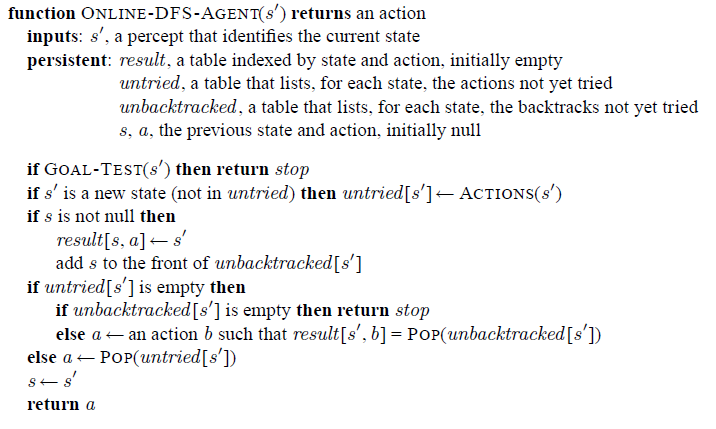 function ONLINE-DFS-AGENT(s′) returns an action
inputs: s′, a percept that identifies the current state
persistent: result, a table indexed by state and action, initially empty
untried, a table that lists, for each state, the actions not yet tried
unbacktracked, a table that lists, for each state, the backtracks not yet tried
s, a, the previous state and action, initially null
if GOAL-TEST(s′) then return stop
if s′ is a new state (not in untried) then untried[s′] ← ACTIONS(s′)
if s is not null then
result[s, a] ← s′
add s to the front of unbacktracked[s′]
if untried[s′] is empty then
if unbacktracked[s′] is empty then return stop
else a ← an action b such that result[s′, b] = POP(unbacktracked[s′])
else a ← POP(untried[s′])
s ← s′
return a